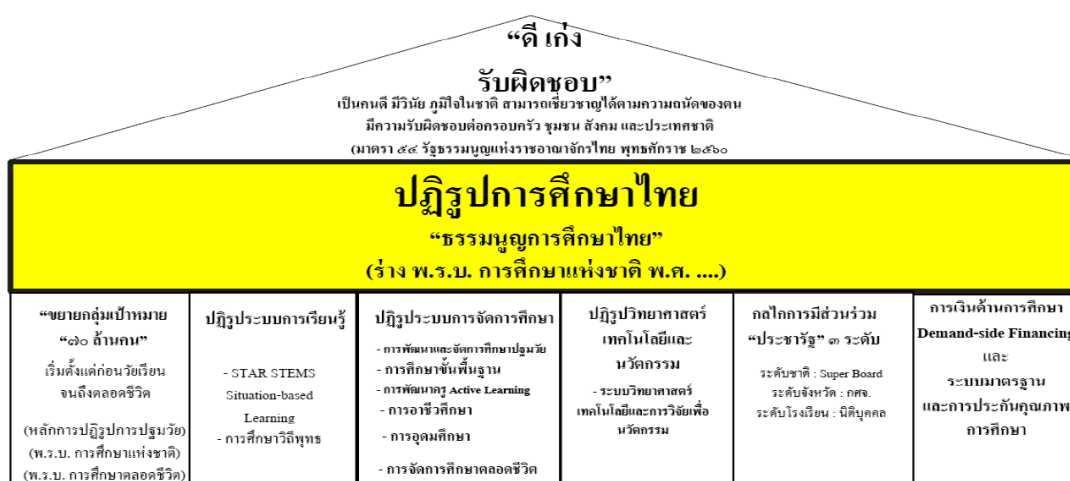 “ดี เก่ง
รับผิดชอบ”
เป็นคนดี มีวินัย ภูมิใจในชาติ สามารถเชี่ยวชาญได้ตามความถนัดของตน
มีความรับผิดชอบต่อครอบครัว ชุมชน สังคม และประเทศชาติ
(มาตรา ๕๔ รัฐธรรมนูญแห่งราชอาณาจักรไทย พุทธศักราช ๒๕๖๐
ปฏิรูปการศึกษาไทย
“ธรรมนูญการศึกษาไทย”
(ร่าง พ.ร.บ. การศึกษาแห่งชาติ พ.ศ. ....)
“ขยายกลุ่มเป้าหมาย
“๗๐ ล้านคน”
เริ่มตั้งแต่ก่อนวัยเรียน
จนถึงตลอดชีวิต
(หลักการปฏิรูปการปฐมวัย)
(พ.ร.บ. การศึกษาแห่งชาติ)
(พ.ร.บ. การศึกษาตลอดชีวิต)
ปฏิรูประบบการเรียนรู้
- STAR STEMS
Situation-based
Learning
- การศึกษาวิถีพุทธ
ปฏิรูประบบการจัดการศึกษา
- การพัฒนาและจัดการศึกษาปฐมวัย
- การศึกษาขั้นพื้นฐาน
- การพัฒนาครู Active Learning
- การอาชีวศึกษา
- การอุดมศึกษา
- การจัดการศึกษาตลอดชีวิต
ปฏิรูปวิทยาศาสตร์
เทคโนโลยีและ
นวัตกรรม
- ระบบวิทยาศาสตร์
เทคโนโลยีและการวิจัยเพื่อ
นวัตกรรม
กลไกการมีส่วนร่วม
“ประชารัฐ” ๓ ระดับ
ระดับชาติ : Super Board
ระดับจังหวัด : กศจ.
ระดับโรงเรียน : นิติบุคคล
การเงินด้านการศึกษา
Demand-side Financing
และ
ระบบมาตรฐาน
และการประกันคุณภาพ
การศึกษา